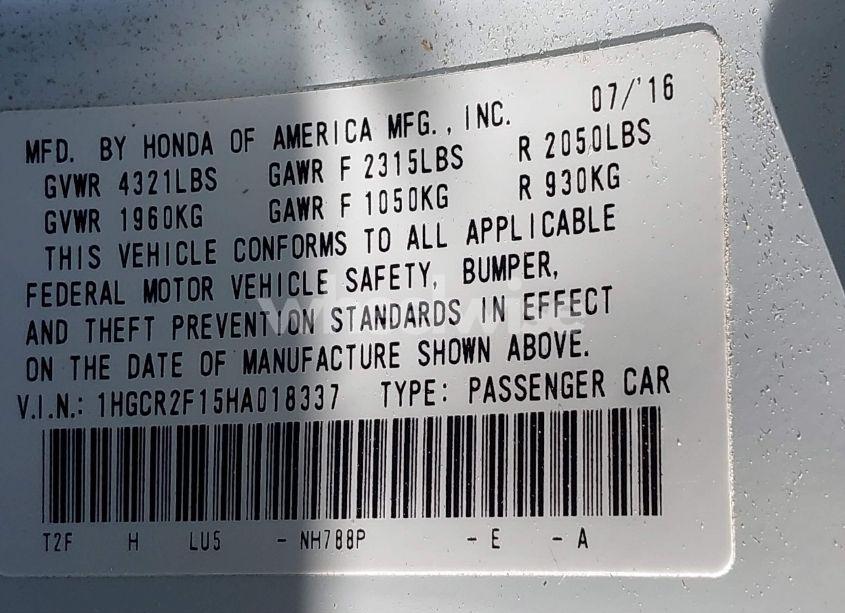 MFD. BY HONDA OF AMERICA MFG., INC. 07/'16
GVWR 4321LBS GAWR F 2315LBS R 2050LBS
GVWR 1960KG GAWR F 1050KG R 930KG
THIS VEHICLE CONFORMS TO ALL APPLICABLE
FEDERAL MOTOR VEHICLE SAFETY, BUMPER,
AND THEFT PREVENTION STANDARDS IN EFFECT
ON THE DATE OF MANUFACTURE SHOWN ABOVE.
V.I.N.: 1HGCR2F15HA018337 TYPE: PASSENGER CAR
T2F H LU5 - NH788P - E - A